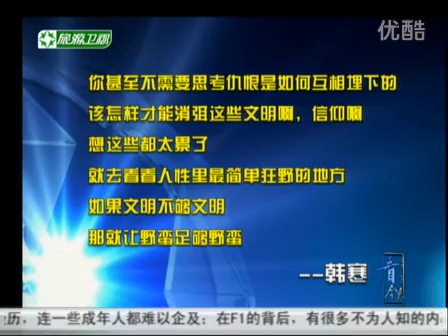 旅游卫视
优酷
你甚至不需要思考仇恨是如何互相埋下的
该怎样才能消弭这些文明啊，信仰啊
想这些都太累了
就去看看人性里最简单狂野的地方
如果文明不够文明
那就让野蛮足够野蛮
--韩寒
历，连一些成年人都难以企及；在F1的背后，有很多不为人知的内